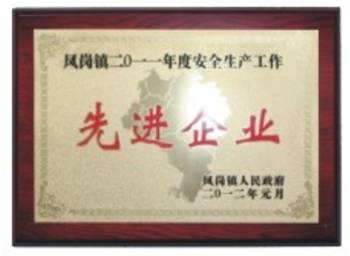 凤岗镇二〇一一年度安全生产工作
先进企业
凤岗镇人民政府
二〇一二年元月